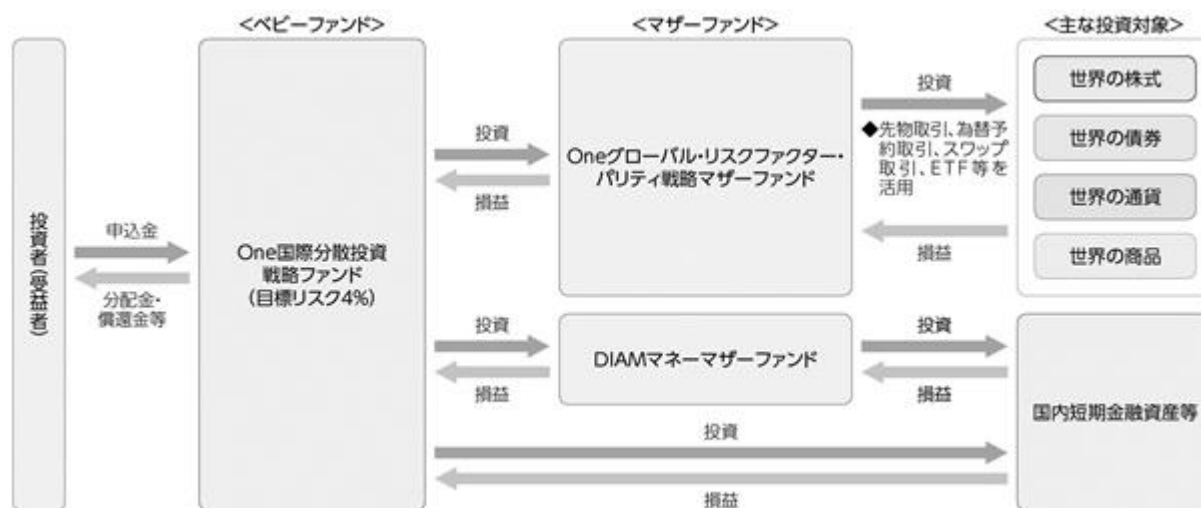 <ベビーファンド>
<マザーファンド>
<主な投資対象>
投資者(受益者)
申込金
分配金・
償還金等
One国際分散投資
戦略ファンド
(目標リスク4%)
投資
損益
Oneグローバル・リスクファクター・
パリティ戦略マザーファンド
投資
◆先物取引、為替予
約取引、スワップ
取引、ETF等を
活用
損益
世界の株式
世界の債券
世界の通貨
世界の商品
投資
損益
DIAMマネーマザーファンド
投資
損益
国内短期金融資産等
投資
損益